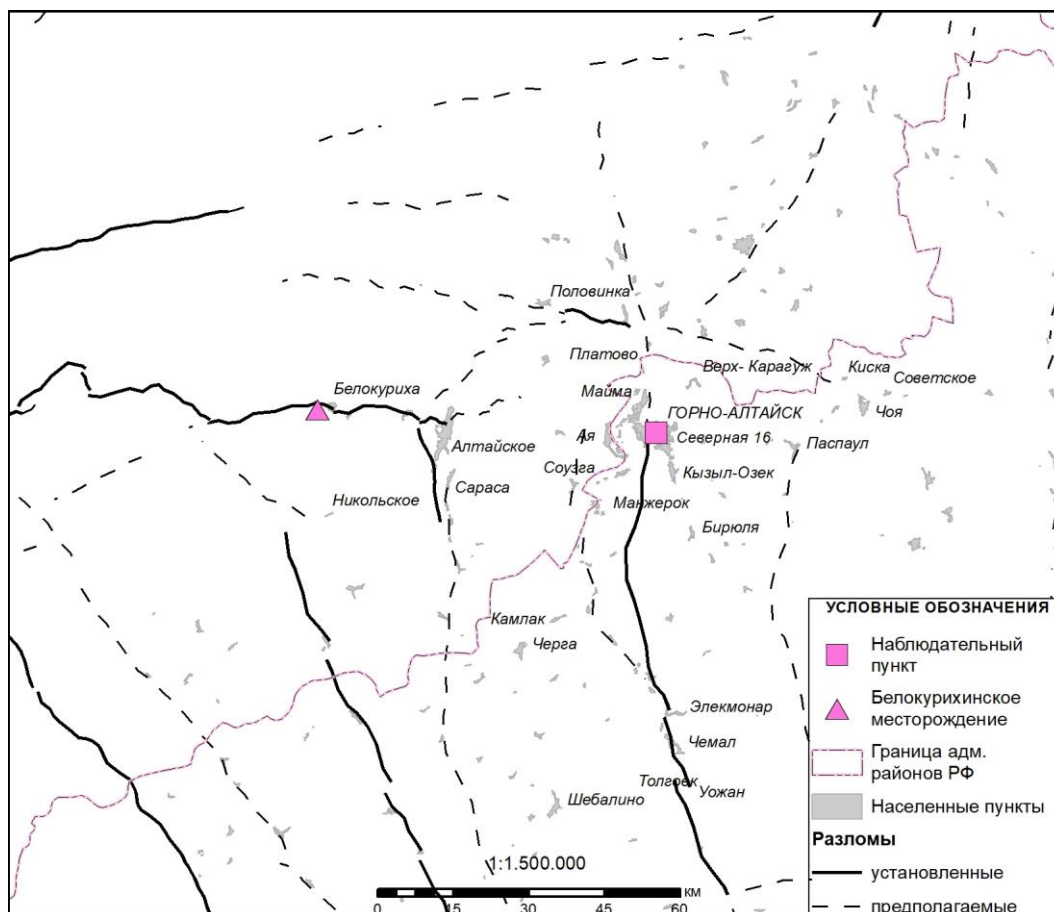 Половинка
Платово
Верх- Карагуж
Киска
Советское
Белокуриха
Майма
ГОРНО-АЛТАЙСК
Чоя
Ая
Северная 16
Паспаул
Алтайское
Соузга
Кызыл-Озек
Никольское
Сараса
Манжерок
Бирюля
Камлак
Черга
Элекмонар
Чемал
Толгоек
Уожан
Шебалино
УСЛОВНЫЕ ОБОЗНАЧЕНИЯ
Наблюдательный
пункт
Белокурихинское
месторождение
Граница адм.
районов РФ
Населенные пункты
Разломы
установленные
предполагаемые
1:1.500.000
км
0 15 30 45 60